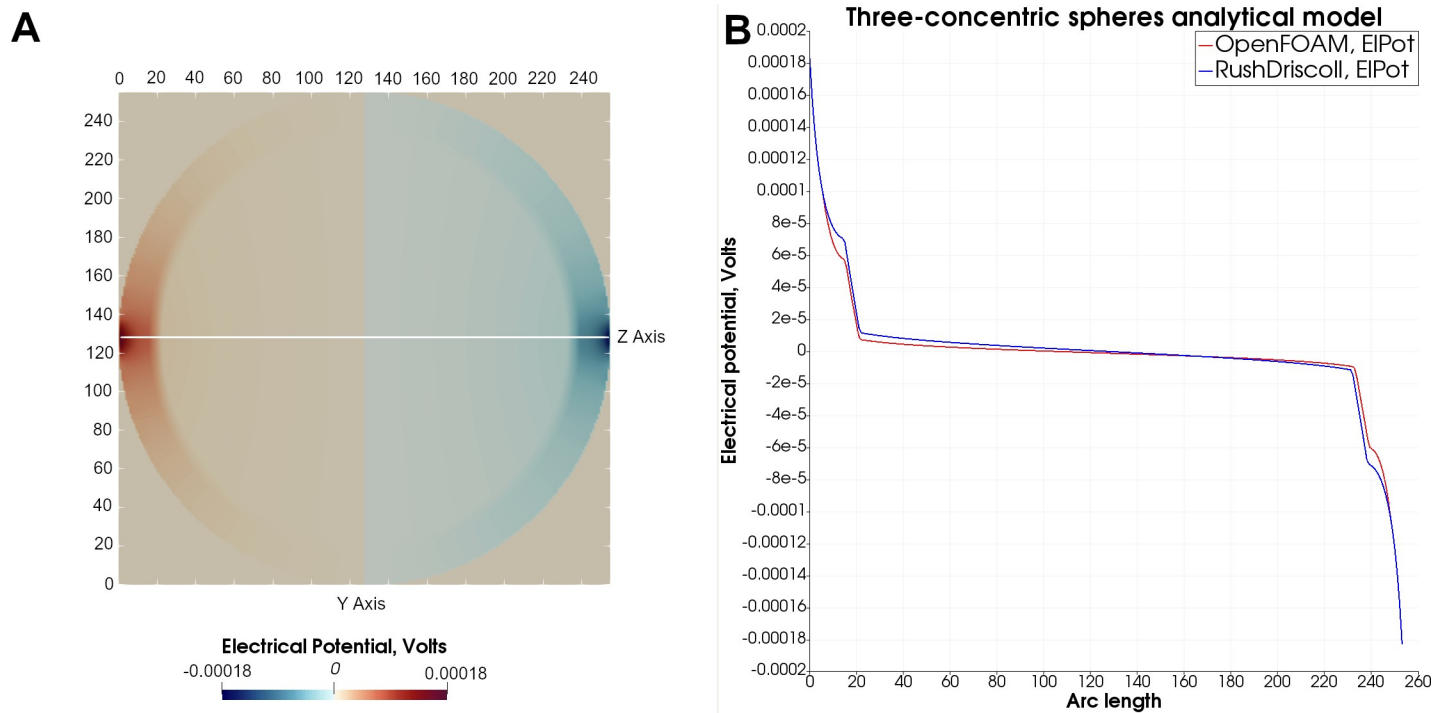 A
0 20 40 60 80 100 120 140 160 180 200 220 240
240
220
200
180
160
140
120
100
80
60
40
20
0
Z Axis
Y Axis
Electrical Potential, Volts
-0.00018 0 0.00018
B
Three-concentric spheres analytical model
OpenFOAM, ElPot
RushDriscoll, ElPot
0.0002
0.00018
0.00016
0.00014
0.00012
0.0001
8e-5
6e-5
4e-5
2e-5
0
-2e-5
-4e-5
-6e-5
-8e-5
-0.0001
-0.00012
-0.00014
-0.00016
-0.00018
-0.0002
Electrical potential, Volts
0 20 40 60 80 100 120 140 160 180 200 220 240 260
Arc length